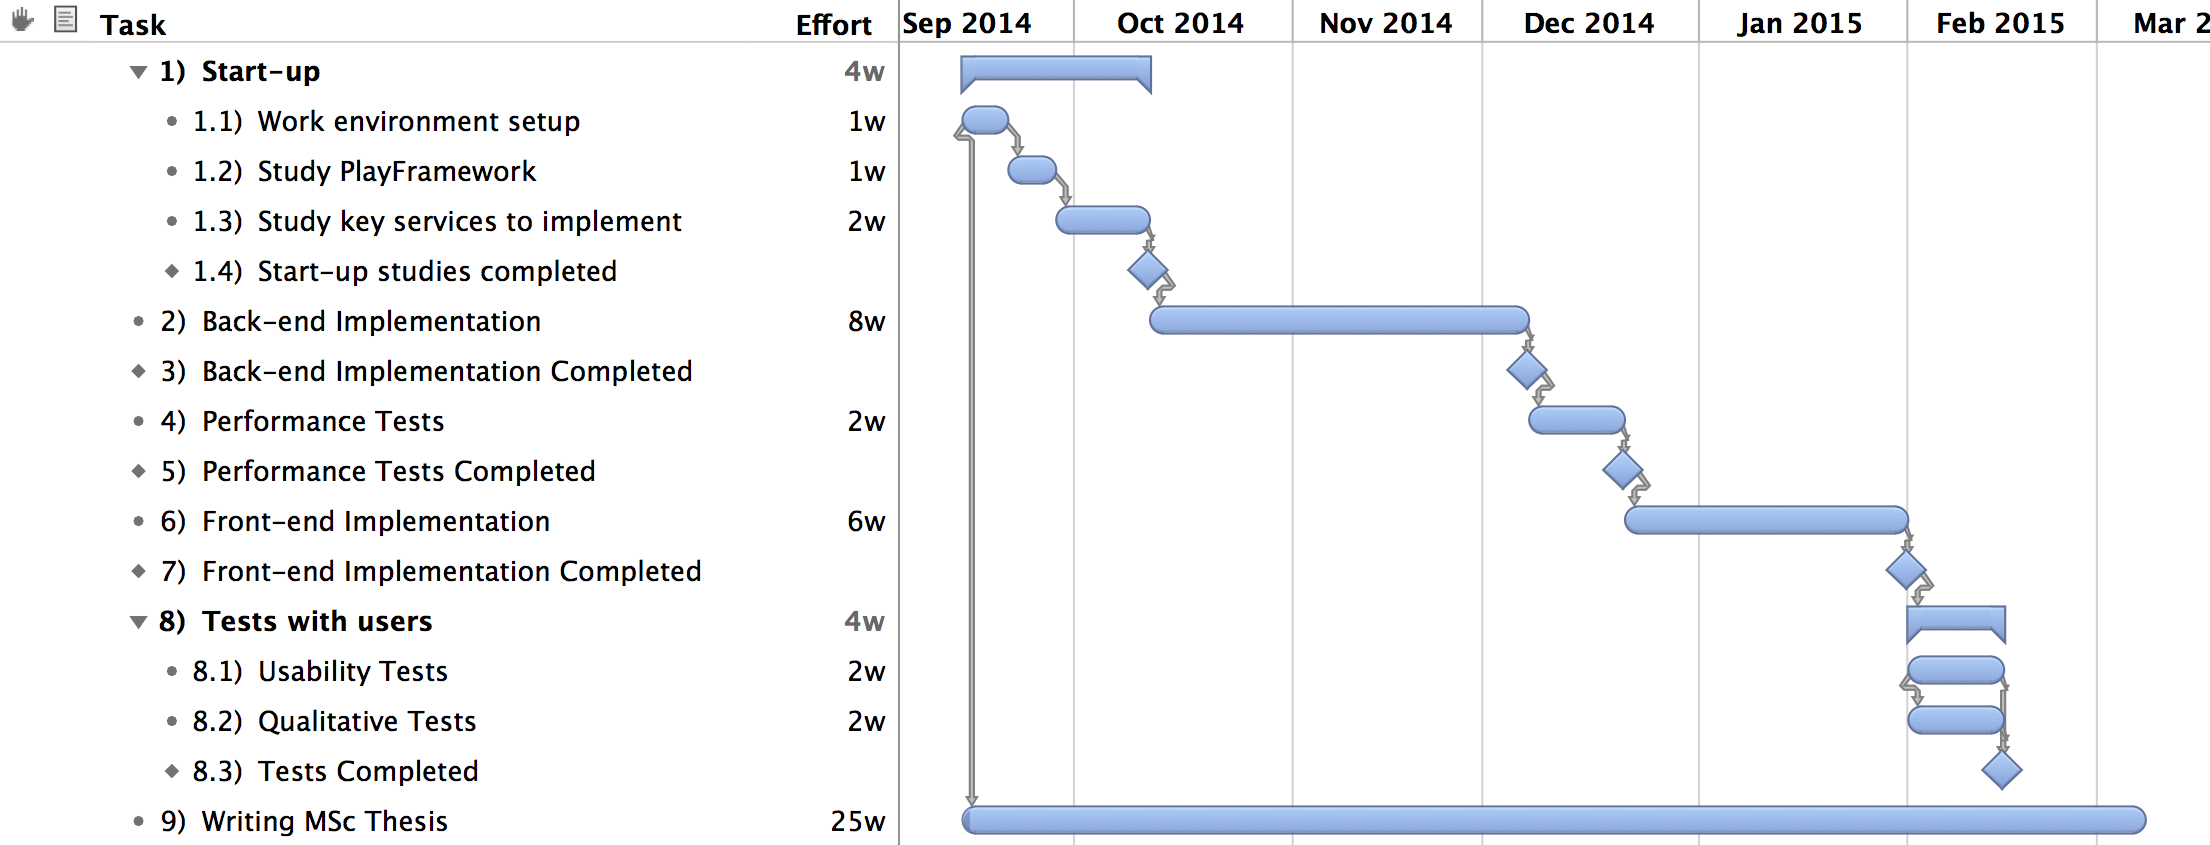 Task Effort Sep 2014 Oct 2014 Nov 2014 Dec 2014 Jan 2015 Feb 2015 Mar 2
1) Start-up 4w
1.1) Work environment setup 1w
1.2) Study PlayFramework 1w
1.3) Study key services to implement 2w
1.4) Start-up studies completed
2) Back-end Implementation 8w
3) Back-end Implementation Completed
4) Performance Tests 2w
5) Performance Tests Completed
6) Front-end Implementation 6w
7) Front-end Implementation Completed
8) Tests with users 4w
8.1) Usability Tests 2w
8.2) Qualitative Tests 2w
8.3) Tests Completed
9) Writing MSc Thesis 25w